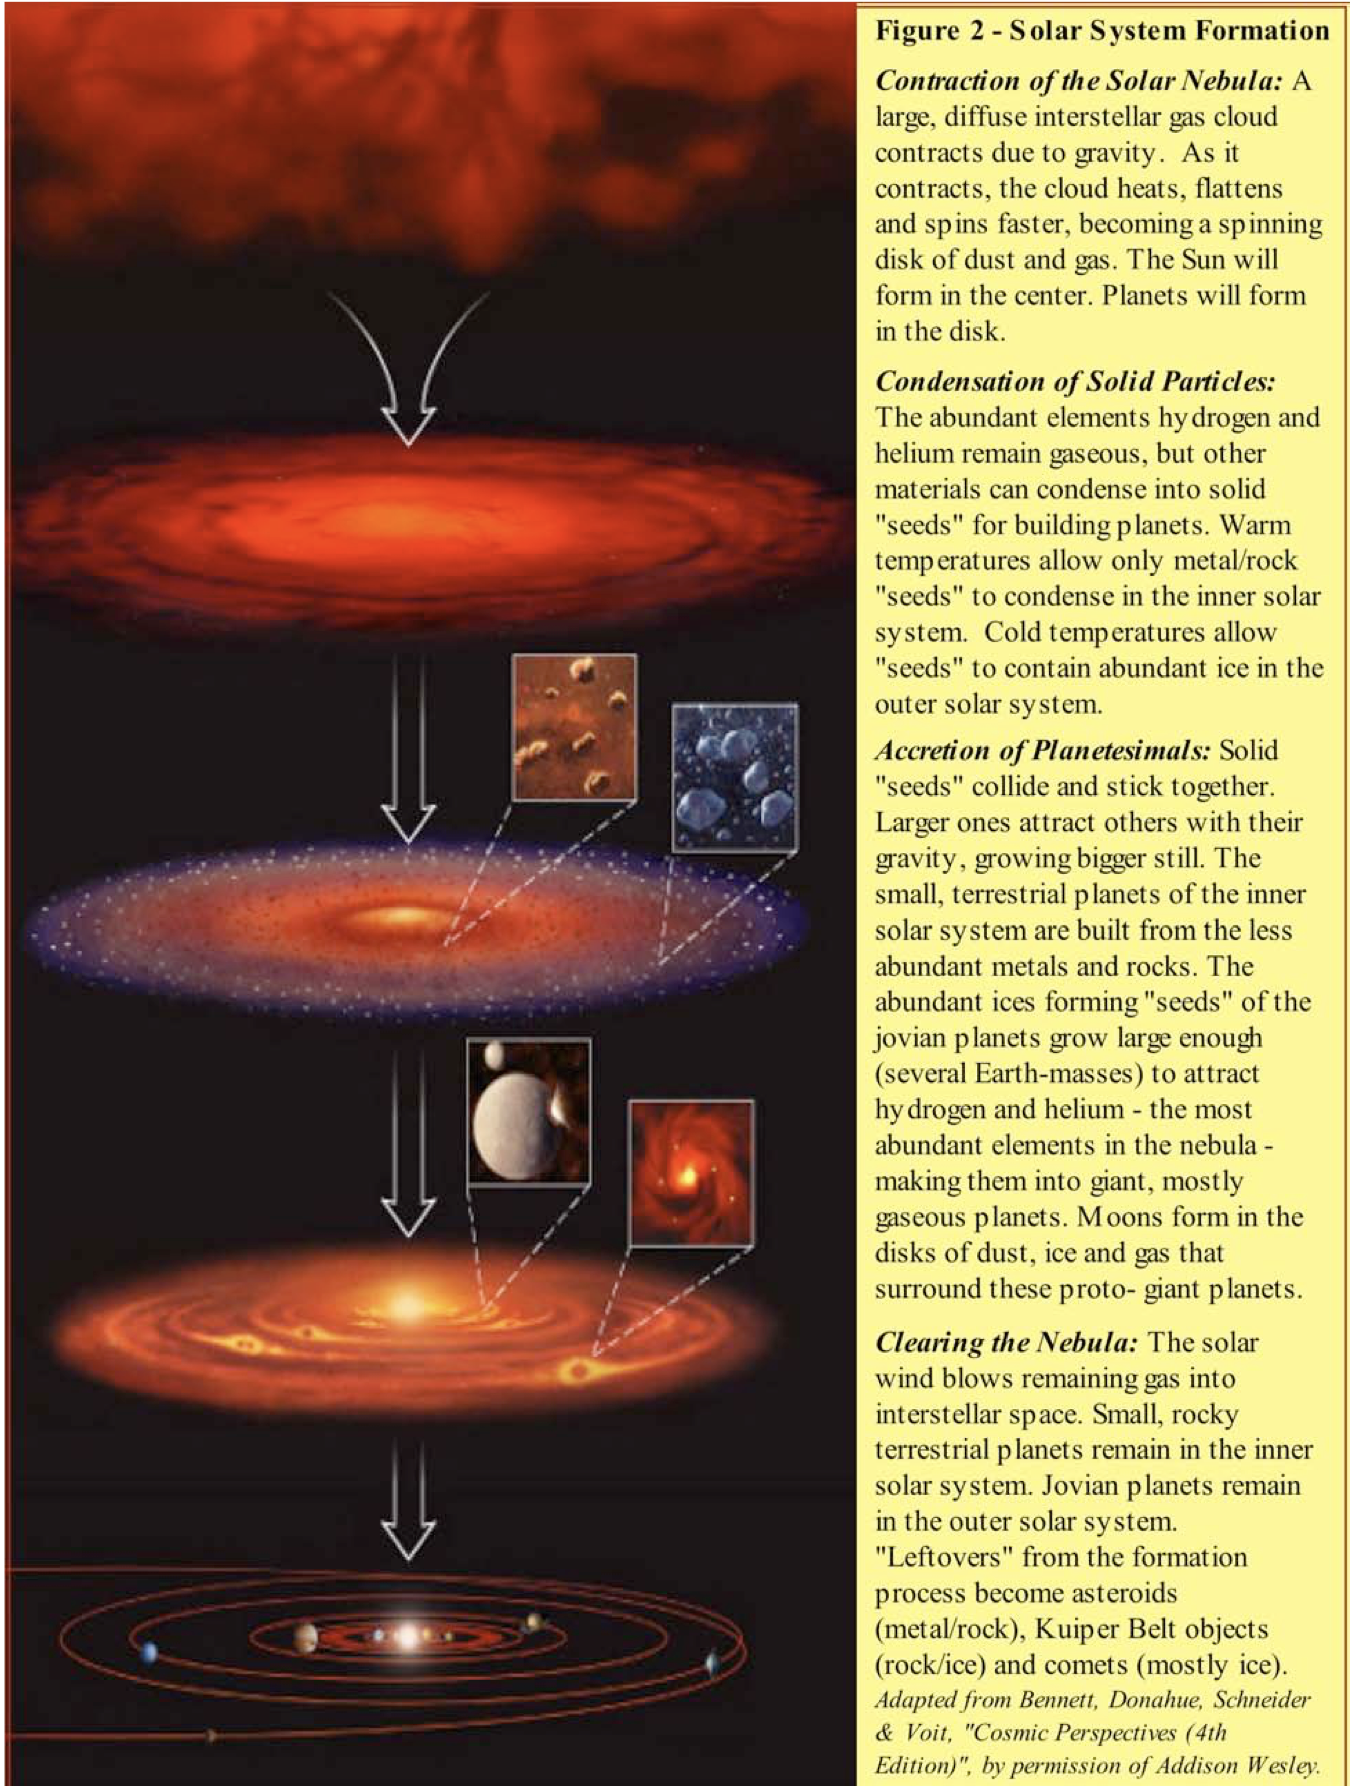 Figure 2 - Solar System Formation
Contraction of the Solar Nebula: A
large, diffuse interstellar gas cloud
contracts due to gravity. As it
contracts, the cloud heats, flattens
and spins faster, becoming a spinning
disk of dust and gas. The Sun will
form in the center. Planets will form
in the disk.
Condensation of Solid Particles:
The abundant elements hydrogen and
helium remain gaseous, but other
materials can condense into solid
"seeds" for building planets. Warm
temperatures allow only metal/rock
"seeds" to condense in the inner solar
system. Cold temperatures allow
"seeds" to contain abundant ice in the
outer solar system.
Accretion of Planetesimals: Solid
"seeds" collide and stick together.
Larger ones attract others with their
gravity, growing bigger still. The
small, terrestrial planets of the inner
solar system are built from the less
abundant metals and rocks. The
abundant ices forming "seeds" of the
jovian planets grow large enough
(several Earth-masses) to attract
hydrogen and helium - the most
abundant elements in the nebula -
making them into giant, mostly
gaseous planets. Moons form in the
disks of dust, ice and gas that
surround these proto- giant planets.
Clearing the Nebula: The solar
wind blows remaining gas into
interstellar space. Small, rocky
terrestrial planets remain in the inner
solar system. Jovian planets remain
in the outer solar system.
"Leftovers" from the formation
process become asteroids
(metal/rock), Kuiper Belt objects
(rock/ice) and comets (mostly ice).
Adapted from Bennett, Donahue, Schneider
& Voit, "Cosmic Perspectives (4th
Edition)", by permission of Addison Wesley.